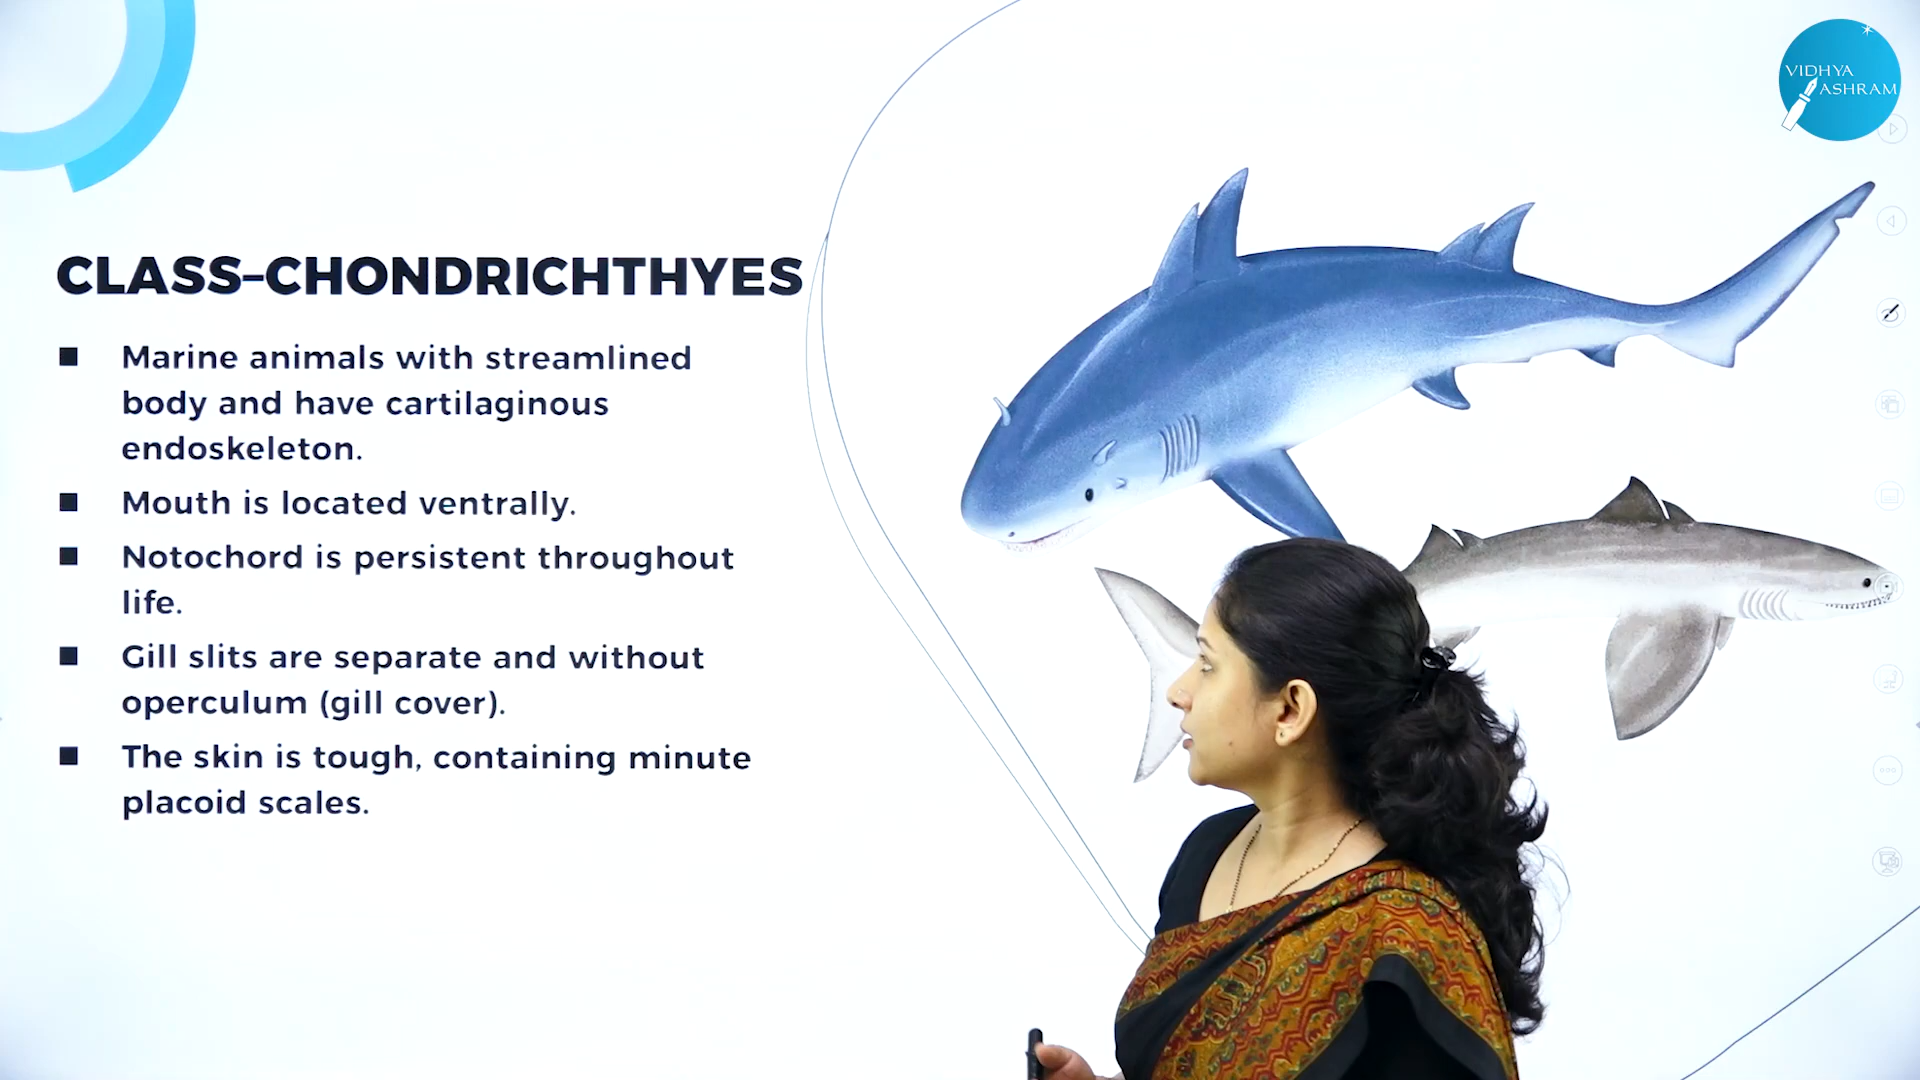 VIDHYA
ASHRAM
CLASS–CHONDRICHTHYES
■ Marine animals with streamlined
body and have cartilaginous
endoskeleton.
■ Mouth is located ventrally.
■ Notochord is persistent throughout
life.
■ Gill slits are separate and without
operculum (gill cover).
■ The skin is tough, containing minute
placoid scales.